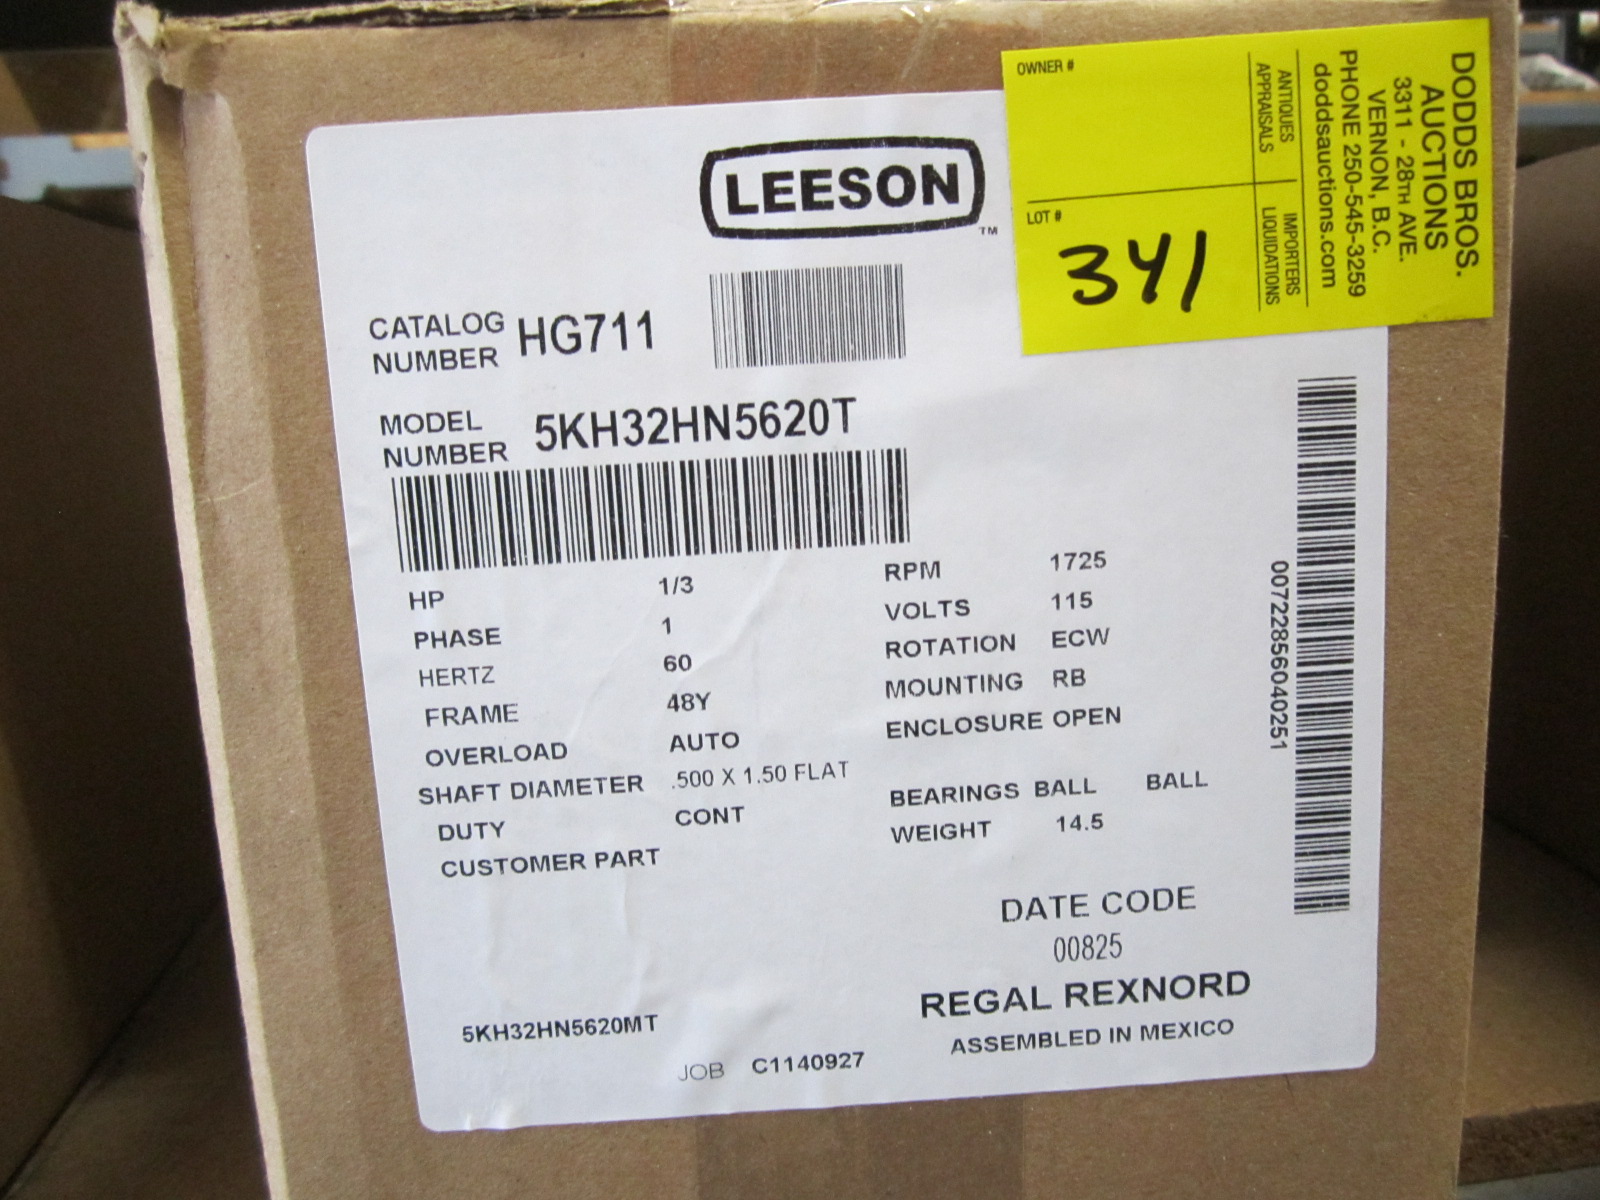 LEESON
TM
CATALOG NUMBER HG711
MODEL NUMBER 5KH32HN5620T
HP 1/3
PHASE 1
HERTZ 60
FRAME 48Y
OVERLOAD AUTO
SHAFT DIAMETER .500 X 1.50 FLAT
DUTY CONT
CUSTOMER PART
RPM 1725
VOLTS 115
ROTATION ECW
MOUNTING RB
ENCLOSURE OPEN
BEARINGS BALL BALL
WEIGHT 14.5
DATE CODE
00825
REGAL REXNORD
ASSEMBLED IN MEXICO
5KH32HN5620MT
JOB C1140927
00722856040251
DODDS BROS.
AUCTIONS
3311 - 28TH AVE.
VERNON, B.C.
PHONE 250-545-3259
doddsauctions.com
ANTIQUES IMPORTERS
APPRAISALS LIQUIDATIONS
OWNER #
LOT #
341